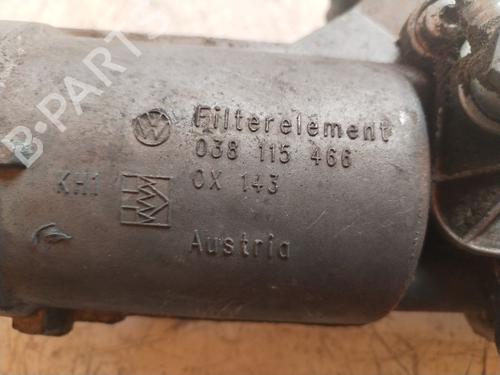 B-PARTS
Filterelement
038 115 466
KH1
OX 143
Austria